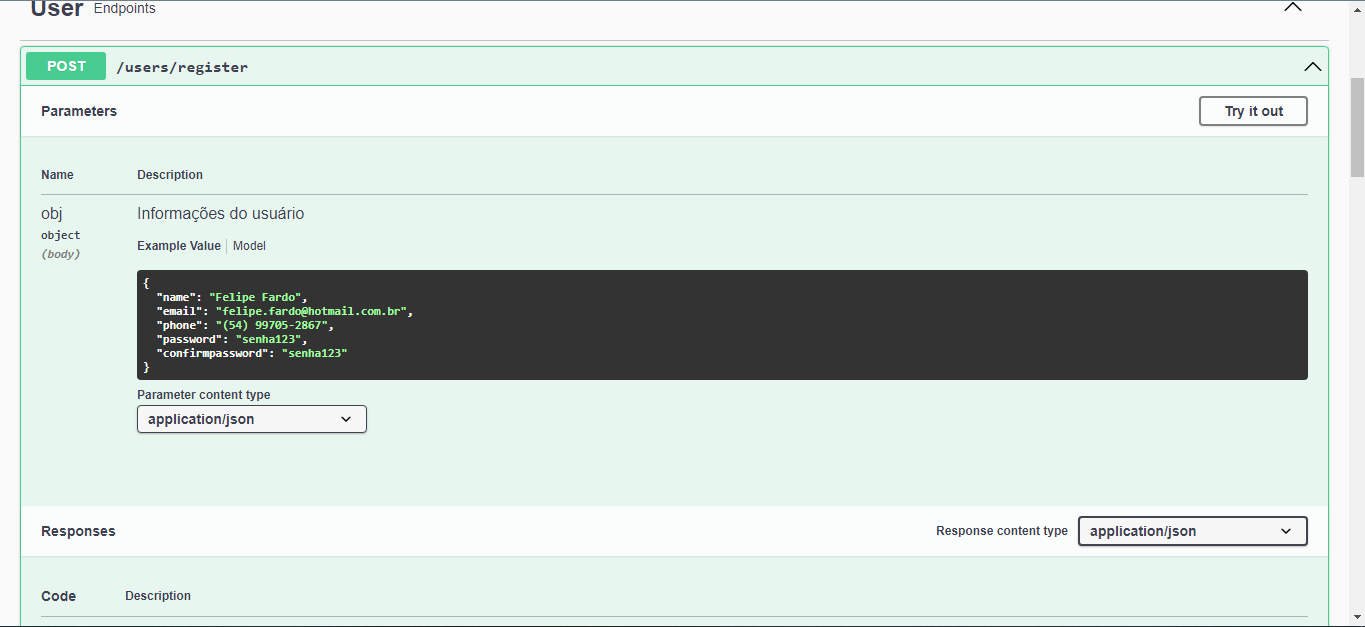 User Endpoints
POST /users/register
Parameters
Try it out
Name Description
obj Informações do usuário
object
(body)
Example Value Model
{
"name": "Felipe Fardo",
"email": "felipe.fardo@hotmail.com.br",
"phone": "(54) 99705-2867",
"password": "senha123",
"confirmpassword": "senha123"
}
Parameter content type
application/json
Responses
Response content type application/json
Code Description